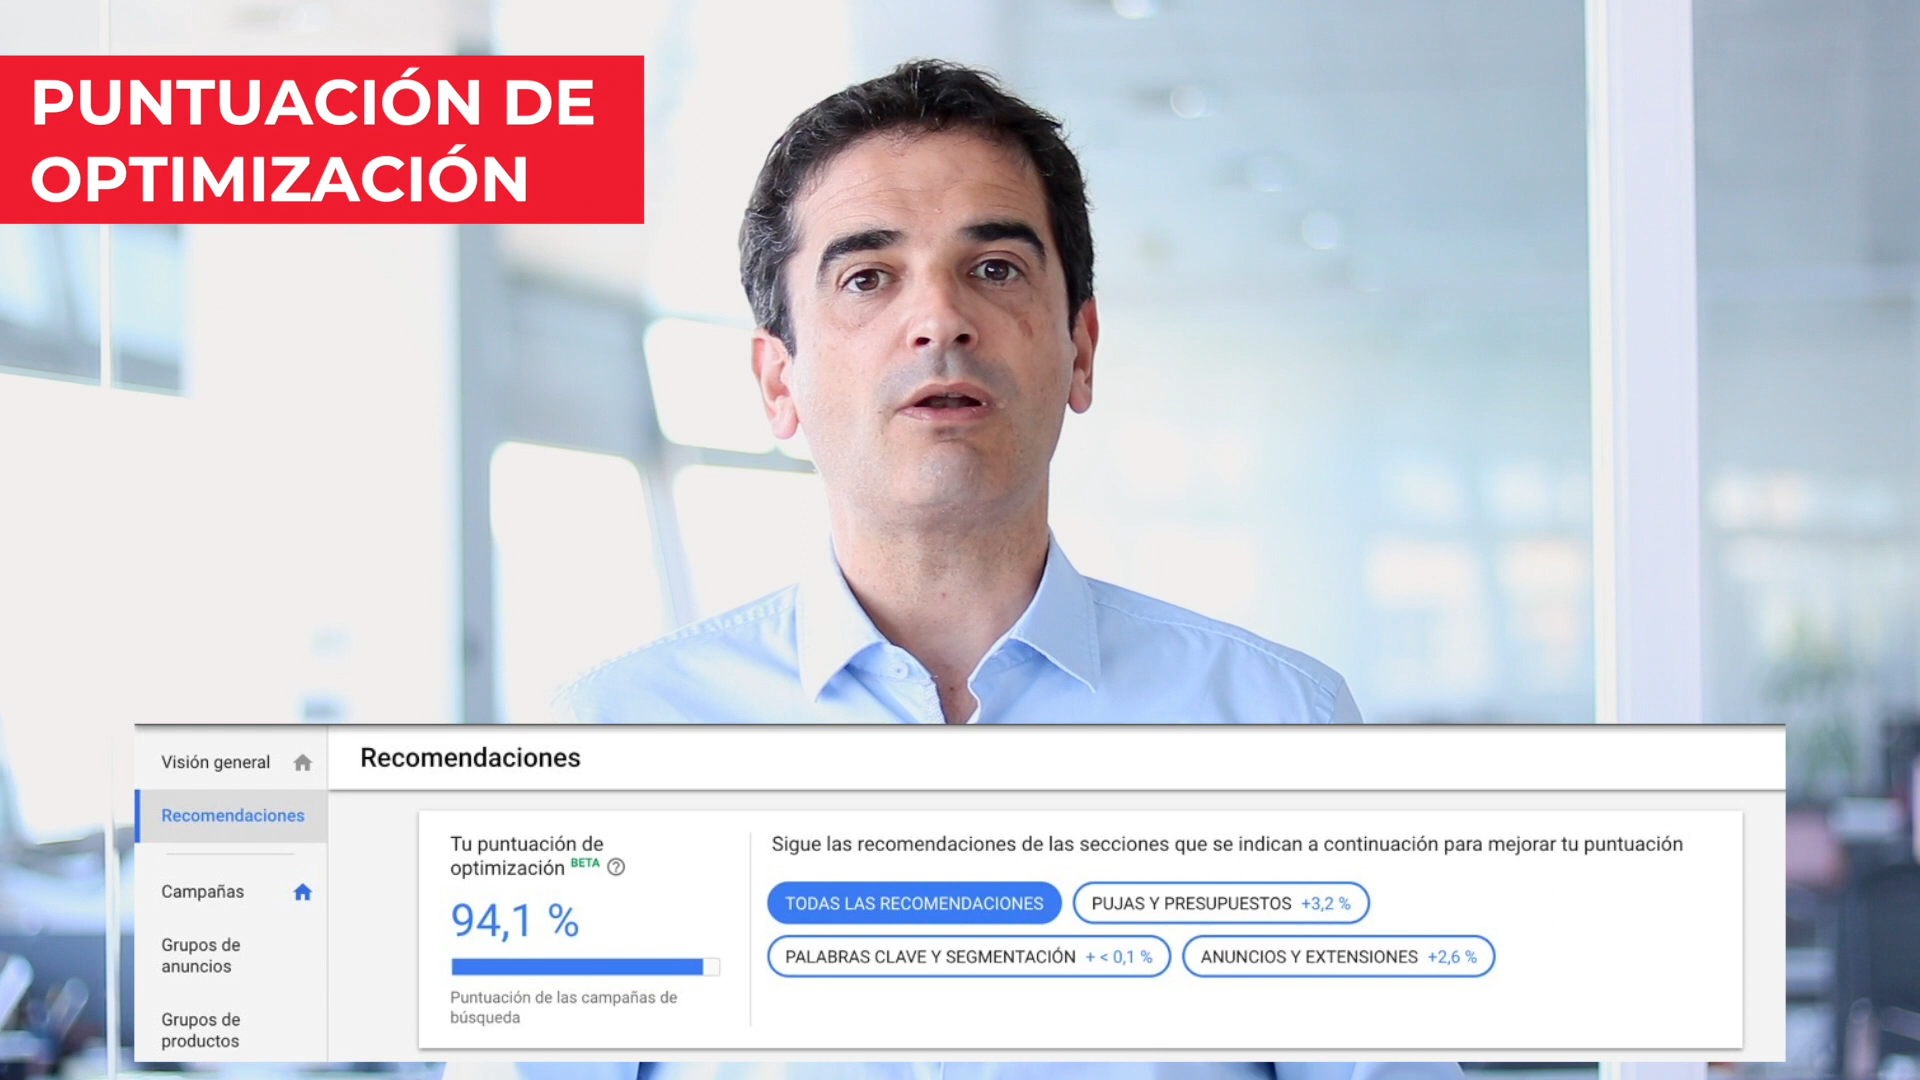 PUNTUACIÓN DE
OPTIMIZACIÓN
Visión general
Recomendaciones
Campañas
Grupos de
anuncios
Grupos de
productos
Recomendaciones
Tu puntuación de
optimización BETA ?
94,1 %
Puntuación de las campañas de
búsqueda
Sigue las recomendaciones de las secciones que se indican a continuación para mejorar tu puntuación
TODAS LAS RECOMENDACIONES
PUJAS Y PRESUPUESTOS +3,2 %
PALABRAS CLAVE Y SEGMENTACIÓN + < 0,1 %
ANUNCIOS Y EXTENSIONES +2,6 %